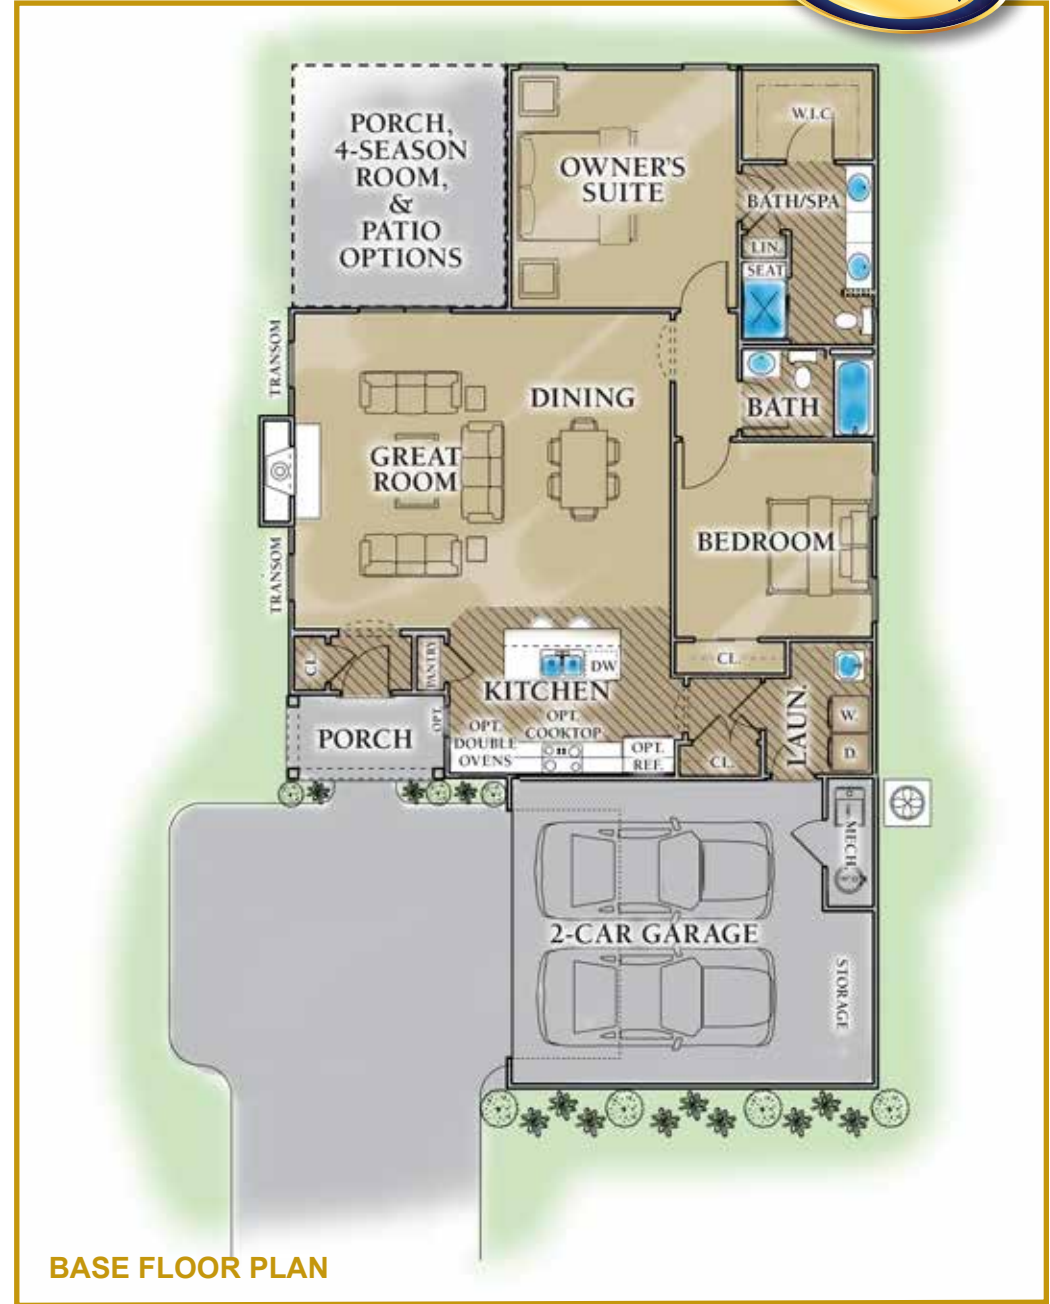 PORCH,
4-SEASON
ROOM,
&
PATIO
OPTIONS
OWNER'S
SUITE
W.I.C.
BATH/SPA
LIN.
SEAT
TRANSOM
DINING
BATH
GREAT
ROOM
BEDROOM
TRANSOM
CL.
PANTRY
DW
CL.
KITCHEN
OPT.
PORCH
OPT.
DOUBLE
OVENS
OPT.
COOKTOP
OPT.
REF.
CL.
LAUN.
W.
D.
MECH.
2-CAR GARAGE
STORAGE
BASE FLOOR PLAN